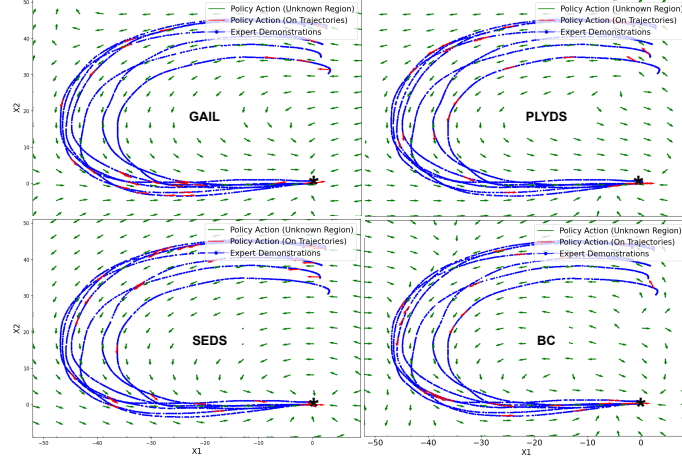 50
40
30
20
10
0
X2
Policy Action (Unknown Region)
Policy Action (On Trajectories)
Expert Demonstrations
GAIL
Policy Action (Unknown Region)
Policy Action (On Trajectories)
Expert Demonstrations
PLYDS
50
40
30
20
10
0
X2
Policy Action (Unknown Region)
Policy Action (On Trajectories)
Expert Demonstrations
SEDS
−50
−40
−30
−20
−10
0
X1
Policy Action (Unknown Region)
Policy Action (On Trajectories)
Expert Demonstrations
BC
−50
−40
−30
−20
−10
0
X1